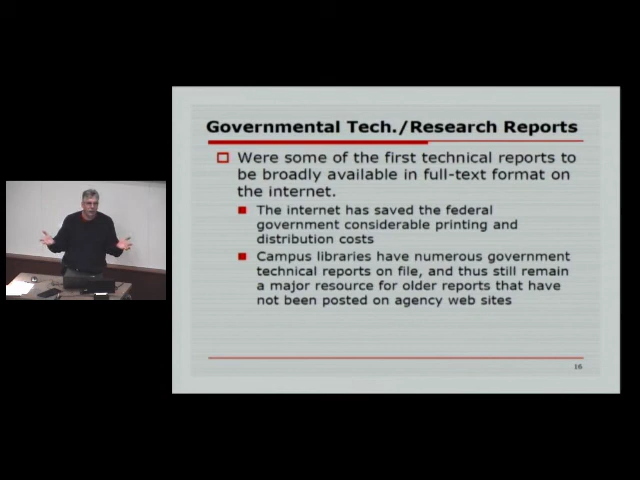 Governmental Tech./Research Reports
Were some of the first technical reports to
be broadly available in full-text format on
the internet.
The internet has saved the federal
government considerable printing and
distribution costs
Campus libraries have numerous government
technical reports on file, and thus still remain
a major resource for older reports that have
not been posted on agency web sites
16